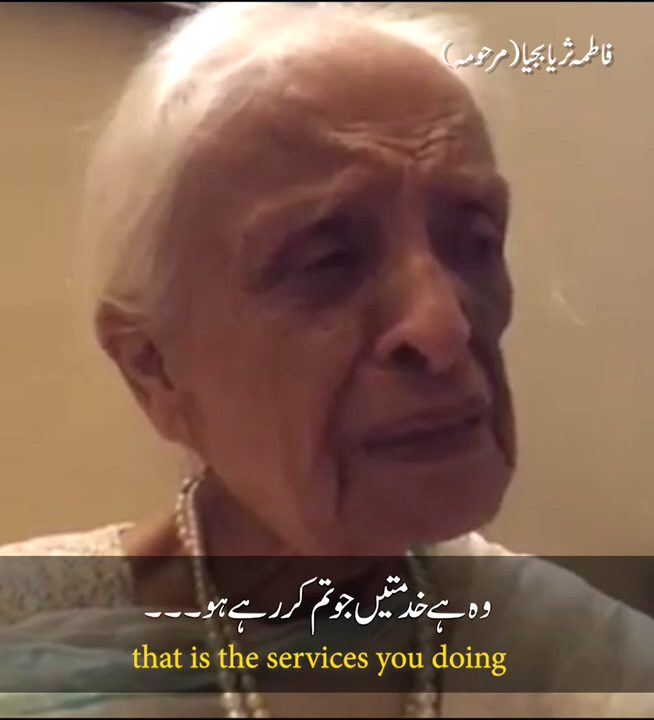 فاطمہ ثریا بجیا (مرحومہ)
وہ ہے خدمتیں جو تم کر رہے ہو۔۔۔
that is the services you doing